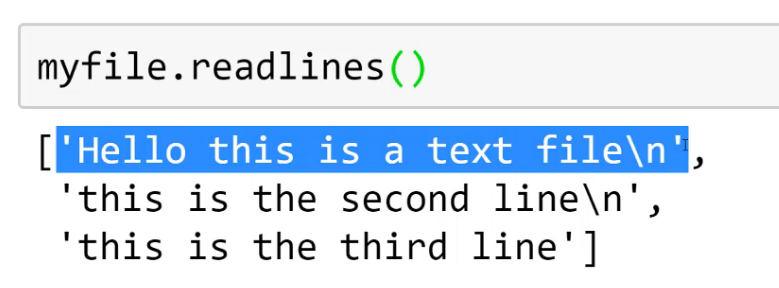 myfile.readlines()
['Hello this is a text file\n',
'this is the second line\n',
'this is the third line']